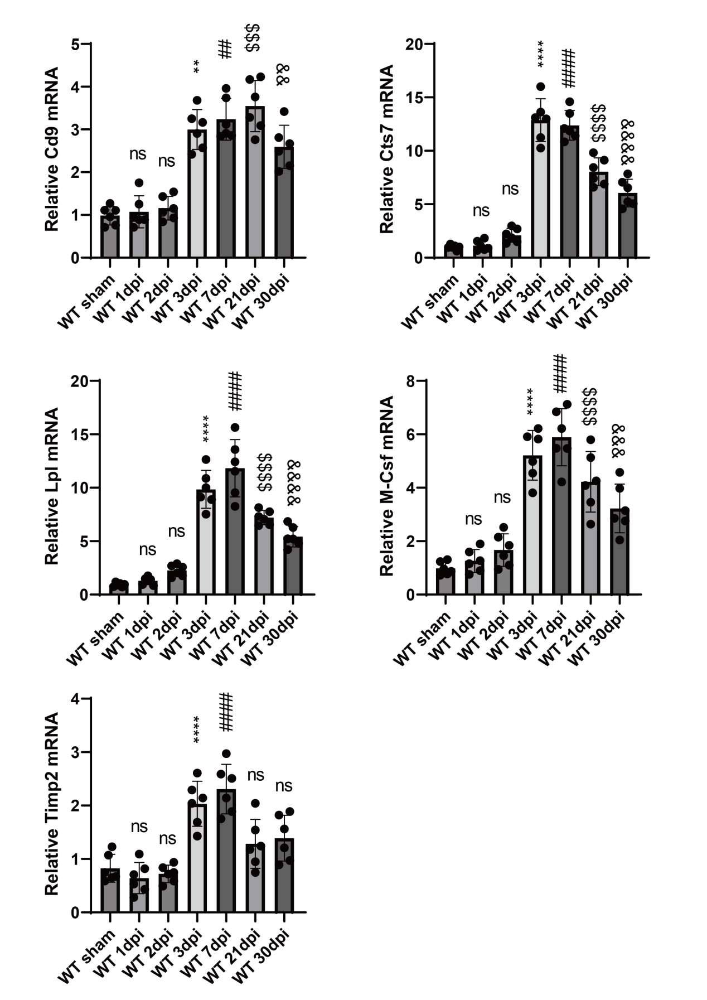 Relative Cd9 mRNA
5
4
3
2
1
0
ns
ns
**
##
$$$
&&
WT sham
WT 1dpi
WT 2dpi
WT 3dpi
WT 7dpi
WT 21dpi
WT 30dpi
Relative Cts7 mRNA
20
15
10
5
0
ns
ns
****
####
$$$$
&&&&
WT sham
WT 1dpi
WT 2dpi
WT 3dpi
WT 7dpi
WT 21dpi
WT 30dpi
Relative Lpl mRNA
20
15
10
5
0
ns
ns
****
####
$$$$
&&&&
WT sham
WT 1dpi
WT 2dpi
WT 3dpi
WT 7dpi
WT 21dpi
WT 30dpi
Relative M-Csf mRNA
8
6
4
2
0
ns
ns
****
####
$$$$
&&&
WT sham
WT 1dpi
WT 2dpi
WT 3dpi
WT 7dpi
WT 21dpi
WT 30dpi
Relative Timp2 mRNA
4
3
2
1
0
ns
ns
****
####
ns
ns
WT sham
WT 1dpi
WT 2dpi
WT 3dpi
WT 7dpi
WT 21dpi
WT 30dpi